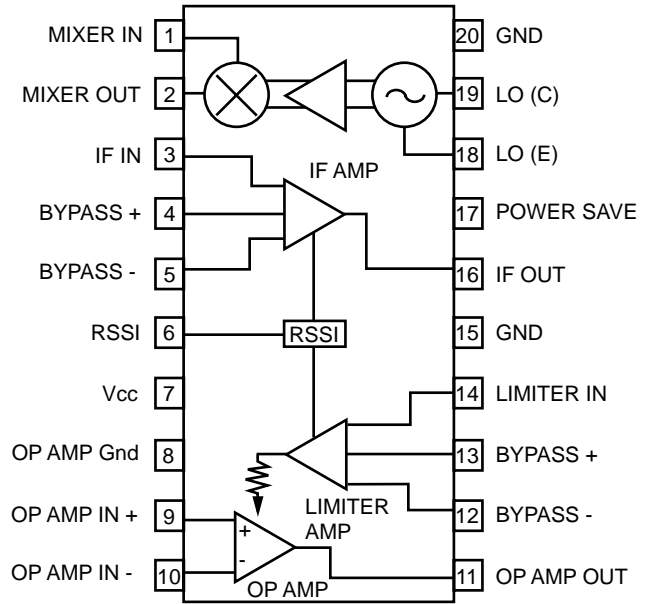 MIXER IN 1
20 GND
MIXER OUT 2
19 LO (C)
IF IN 3
18 LO (E)
IF AMP
BYPASS + 4
17 POWER SAVE
BYPASS - 5
16 IF OUT
RSSI 6
RSSI
15 GND
Vcc 7
14 LIMITER IN
OP AMP Gnd 8
13 BYPASS +
LIMITER
AMP
OP AMP IN + 9
12 BYPASS -
+
-
OP AMP IN - 10
11 OP AMP OUT
OP AMP